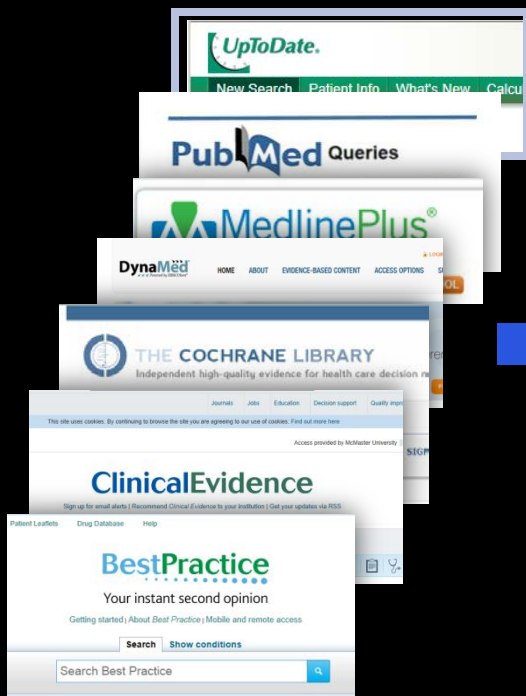 UpToDate®
New Search Patient Info What's New
PubMed Queries
MedlinePlus®
DynaMed
HOME ABOUT EVIDENCE-BASED CONTENT ACCESS OPTIONS
THE COCHRANE LIBRARY
Independent high-quality evidence for health care decision
Journals Jobs Education Decision support Quality
This site uses cookies. By continuing to browse the site you are agreeing to our use of cookies. Find out more here
Access provided by McMaster University |
ClinicalEvidence
Sign up for email alerts | Recommend Clinical Evidence to your institution | Get your updates via RSS
Patient Leaflets Drug Database Help
BestPractice
Your instant second opinion
Getting started | About Best Practice | Mobile and remote access
Search Show conditions
Search Best Practice